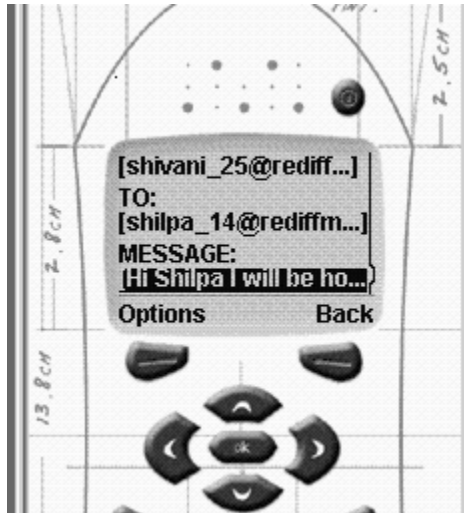 2.5CM
[shivani_25@rediff...]
TO:
[shilpa_14@rediffm...]
MESSAGE:
[Hi Shilpa I will be ho...]
Options Back
2.8CM
13.8CM
ok